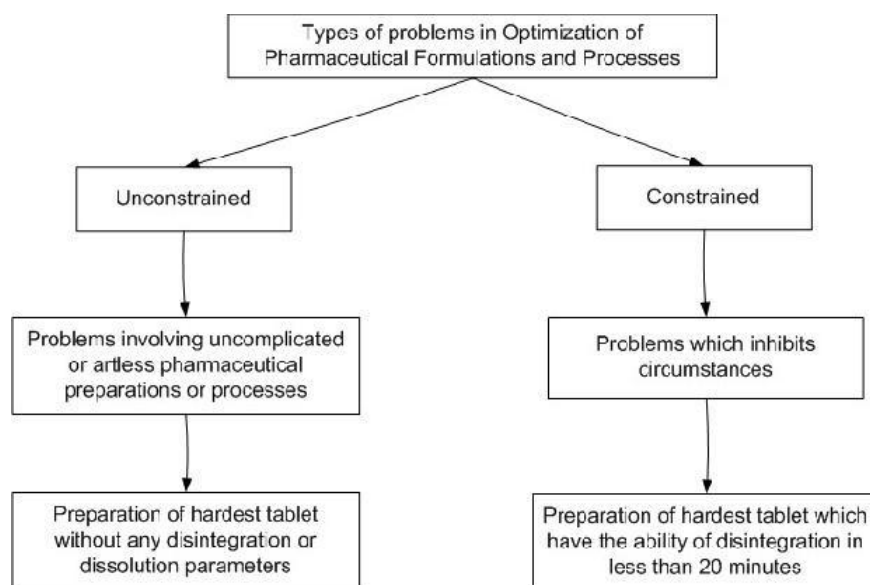 Types of problems in Optimization of
Pharmaceutical Formulations and Processes
Unconstrained
Constrained
Problems involving uncomplicated
or artless pharmaceutical
preparations or processes
Problems which inhibits
circumstances
Preparation of hardest tablet
without any disintegration or
dissolution parameters
Preparation of hardest tablet which
have the ability of disintegration in
less than 20 minutes